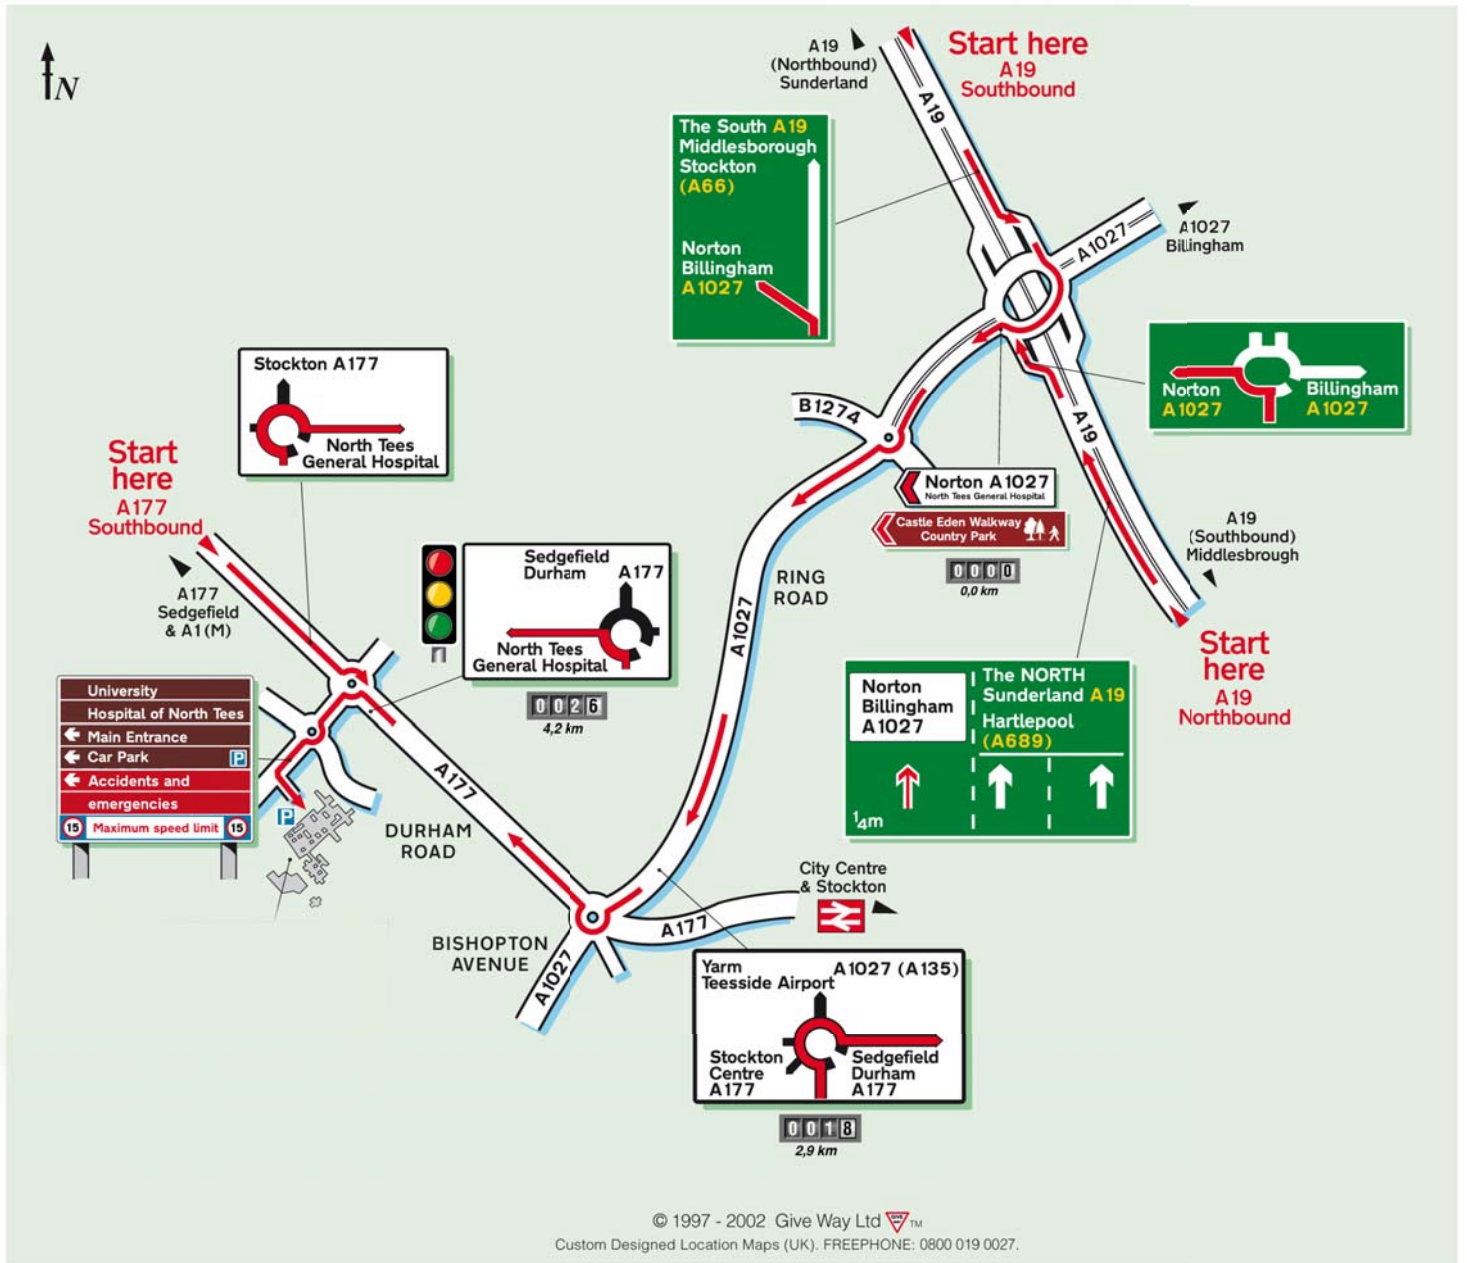 N
A19
(Northbound)
Sunderland
Start here
A19
Southbound
A19
The South A19
Middlesborough
Stockton
(A66)
Norton
Billingham
A1027
A1027
A1027
Billingham
Norton
A1027
Billingham
A1027
B1274
A19
Norton A1027
North Tees General Hospital
Castle Eden Walkway
Country Park
0000
0,0 km
A19
(Southbound)
Middlesbrough
Start
here
A19
Northbound
Stockton A177
North Tees
General Hospital
Start
here
A177
Southbound
A177
Sedgefield
& A1(M)
Sedgefield
Durham
A177
North Tees
General Hospital
0026
4,2 km
RING
ROAD
A1027
Norton
Billingham
A1027
The NORTH
Sunderland A19
Hartlepool
(A689)
¼m
University
Hospital of North Tees
Main Entrance
Car Park P
Accidents and
emergencies
15 Maximum speed limit 15
P
A177
DURHAM
ROAD
City Centre
& Stockton
A177
BISHOPTON
AVENUE
A1027
Yarm
Teesside Airport
A1027 (A135)
Stockton
Centre
A177
Sedgefield
Durham
A177
0018
2,9 km
© 1997 - 2002 Give Way Ltd TM
Custom Designed Location Maps (UK). FREEPHONE: 0800 019 0027.